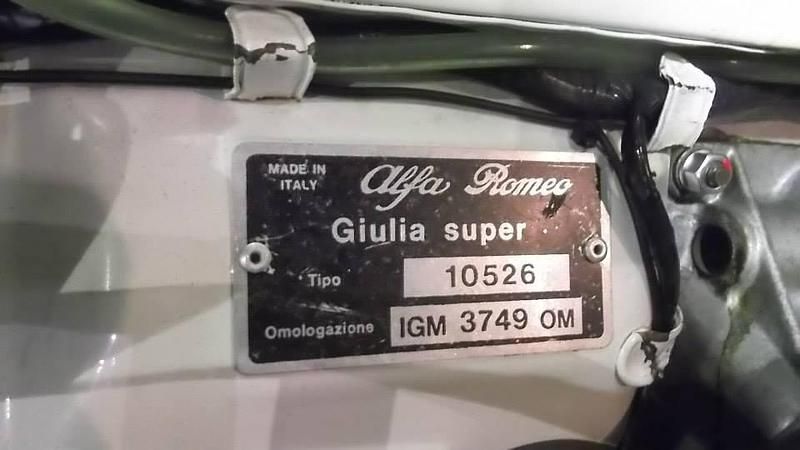 MADE IN
ITALY
Alfa Romeo
Giulia super
Tipo 10526
Omologazione IGM 3749 OM